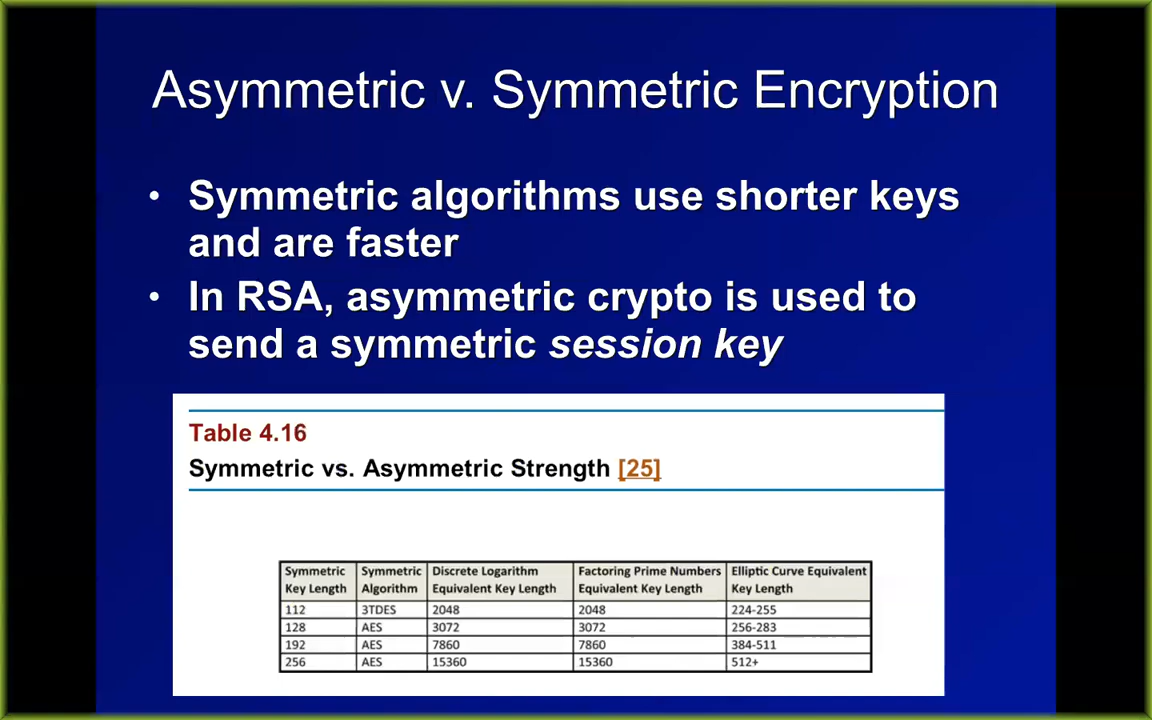 Asymmetric v. Symmetric Encryption
• Symmetric algorithms use shorter keys
and are faster
• In RSA, asymmetric crypto is used to
send a symmetric session key
Table 4.16
Symmetric vs. Asymmetric Strength [25]
Symmetric Key Length | Symmetric Algorithm | Discrete Logarithm Equivalent Key Length | Factoring Prime Numbers Equivalent Key Length | Elliptic Curve Equivalent Key Length
112 | 3TDES | 2048 | 2048 | 224-255
128 | AES | 3072 | 3072 | 256-283
192 | AES | 7860 | 7860 | 384-511
256 | AES | 15360 | 15360 | 512+